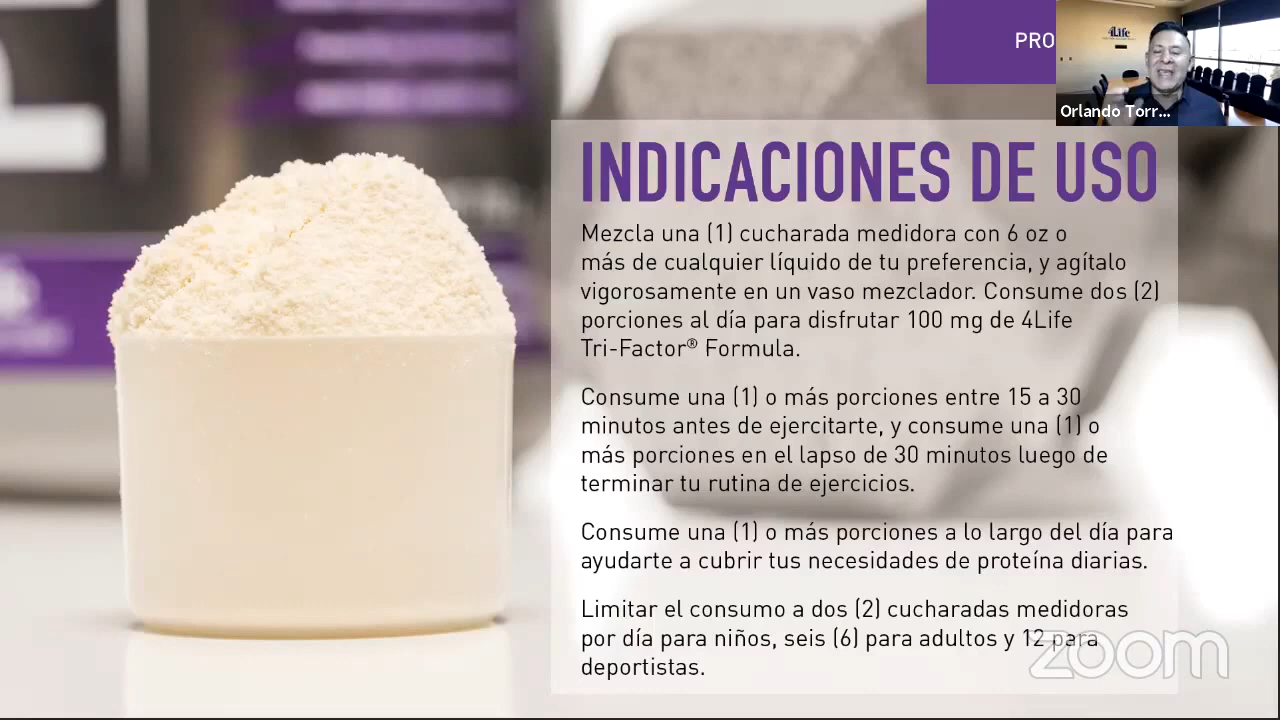 PRO
4Life
Orlando Torr...
INDICACIONES DE USO
Mezcla una (1) cucharada medidora con 6 oz o
más de cualquier líquido de tu preferencia, y agítalo
vigorosamente en un vaso mezclador. Consume dos (2)
porciones al día para disfrutar 100 mg de 4Life
Tri-Factor® Formula.
Consume una (1) o más porciones entre 15 a 30
minutos antes de ejercitarte, y consume una (1) o
más porciones en el lapso de 30 minutos luego de
terminar tu rutina de ejercicios.
Consume una (1) o más porciones a lo largo del día para
ayudarte a cubrir tus necesidades de proteína diarias.
Limitar el consumo a dos (2) cucharadas medidoras
por día para niños, seis (6) para adultos y 12 para
deportistas.
zoom